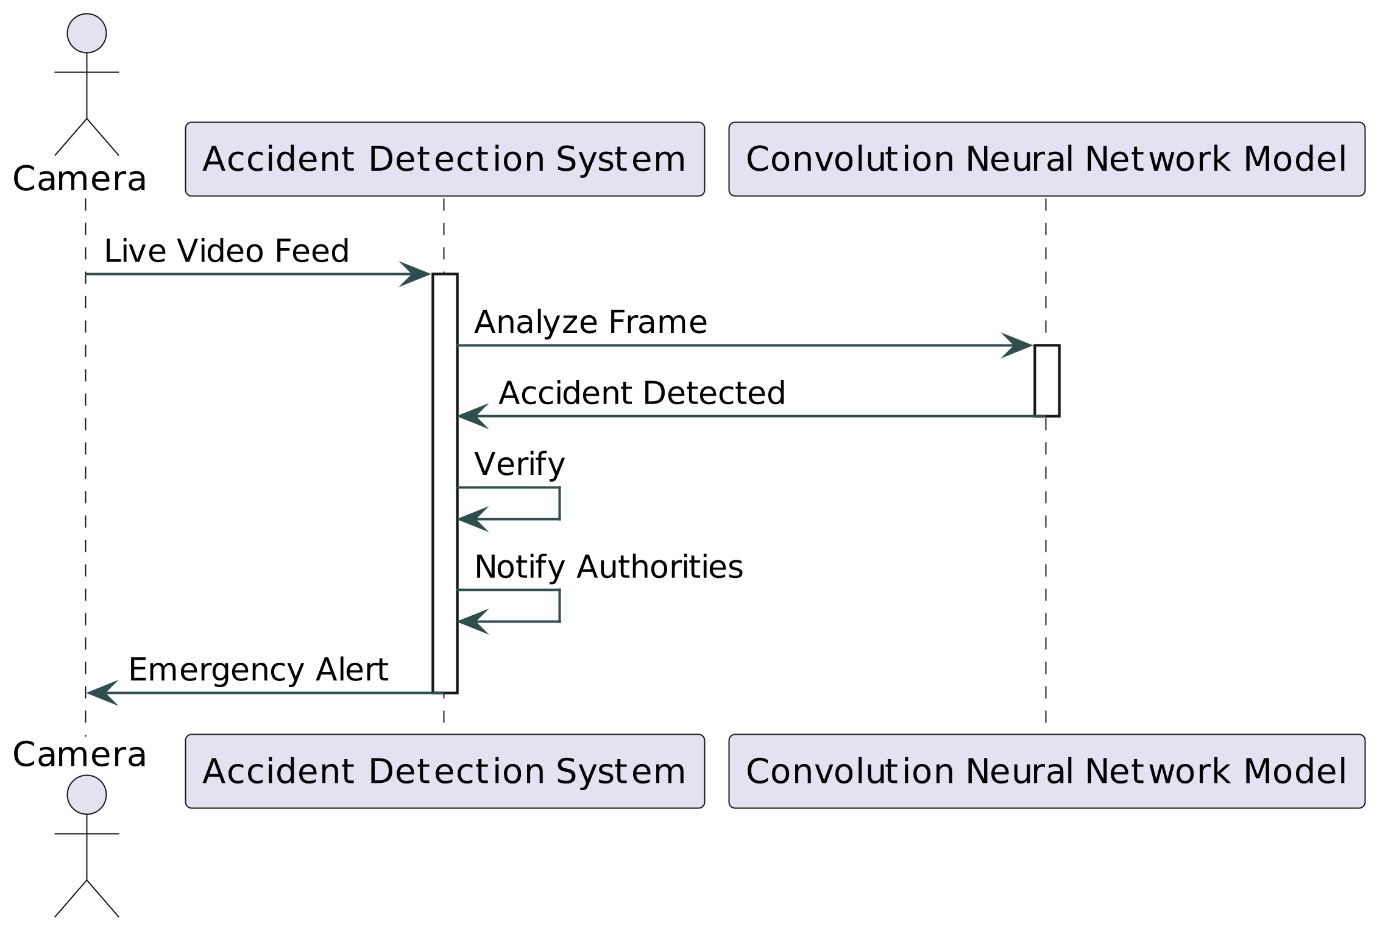 Camera
Accident Detection System
Convolution Neural Network Model
Live Video Feed
Analyze Frame
Accident Detected
Verify
Notify Authorities
Emergency Alert
Camera
Accident Detection System
Convolution Neural Network Model